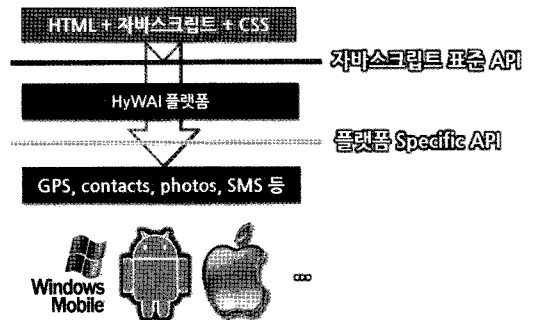 HTML + 자바스크립트 + CSS
자바스크립트 표준 API
HyWAI 플랫폼
플랫폼 Specific API
GPS, contacts, photos, SMS 등
Windows
Mobile
...